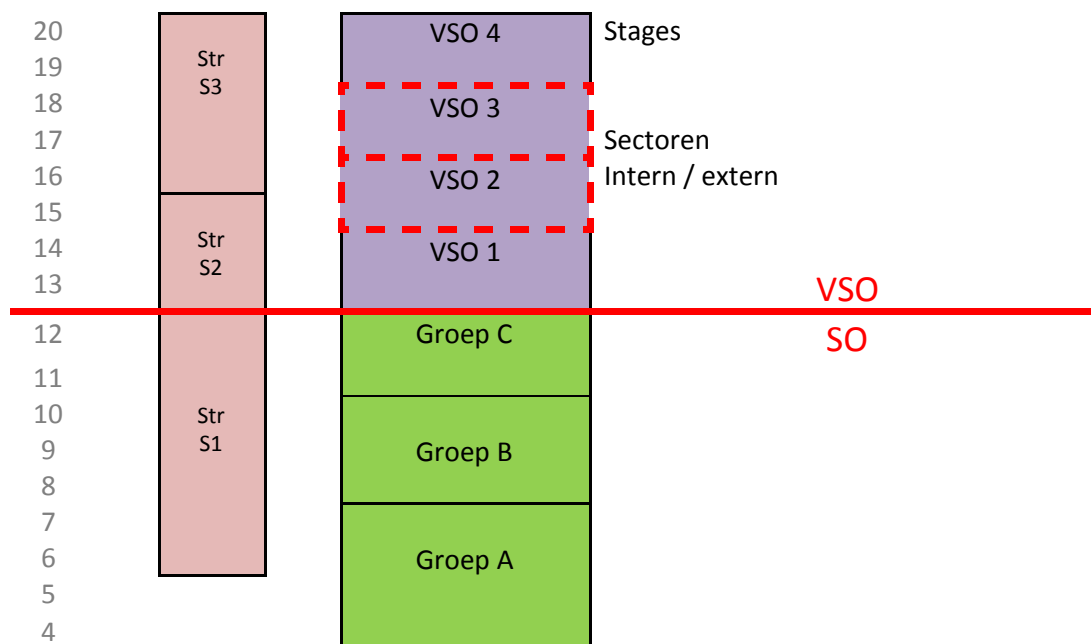 20
VSO 4
Stages
19
Str
S3
18
VSO 3
17
Sectoren
16
VSO 2
Intern / extern
15
14
Str
S2
VSO 1
13
VSO
12
Groep C
SO
11
10
Str
S1
9
Groep B
8
7
6
Groep A
5
4